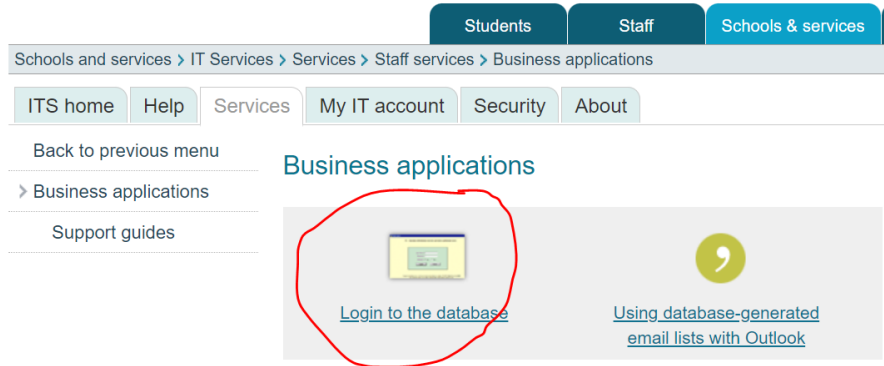 Students Staff Schools & services
Schools and services > IT Services > Services > Staff services > Business applications
ITS home Help Services My IT account Security About
Back to previous menu
Business applications
> Business applications
Support guides
Login to the database
Using database-generated
email lists with Outlook